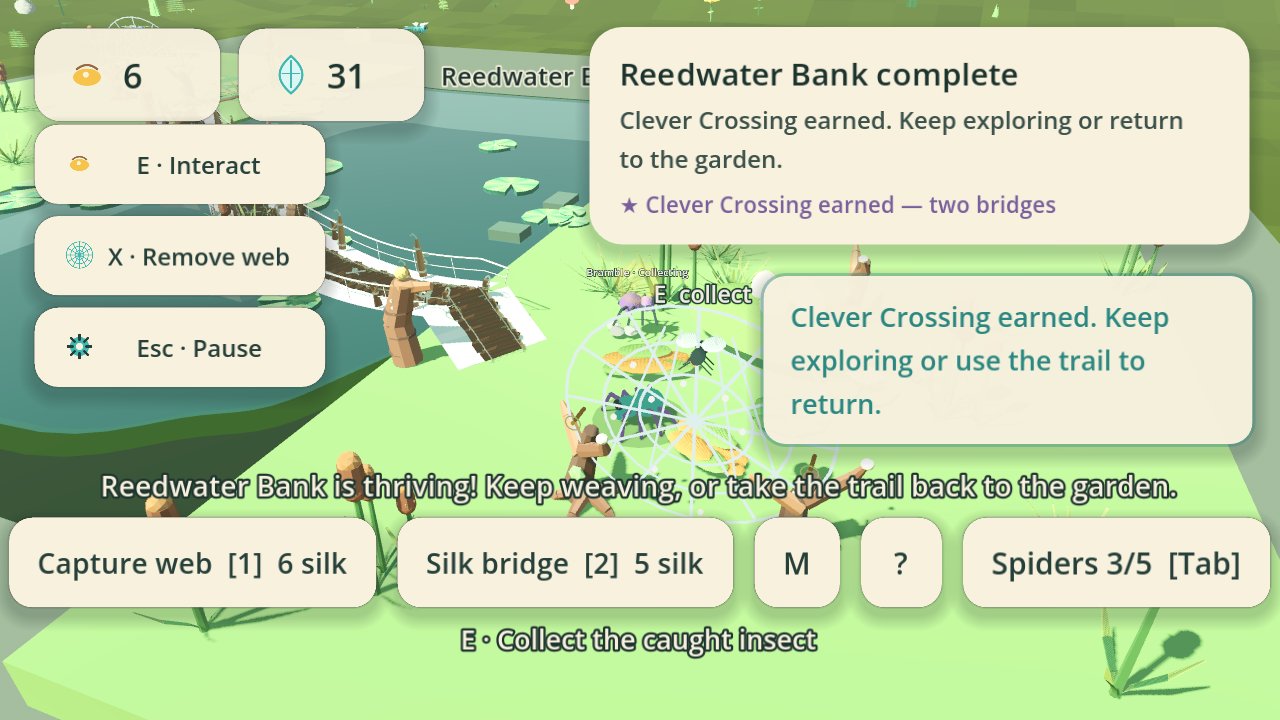 6
31
Reedwater B
Reedwater Bank complete
Clever Crossing earned. Keep exploring or return
to the garden.
★ Clever Crossing earned — two bridges
E · Interact
X · Remove web
Esc · Pause
Bramble · Collecting
E collect
Clever Crossing earned. Keep
exploring or use the trail to
return.
Reedwater Bank is thriving! Keep weaving, or take the trail back to the garden.
Capture web [1] 6 silk
Silk bridge [2] 5 silk
M
?
Spiders 3/5 [Tab]
E · Collect the caught insect